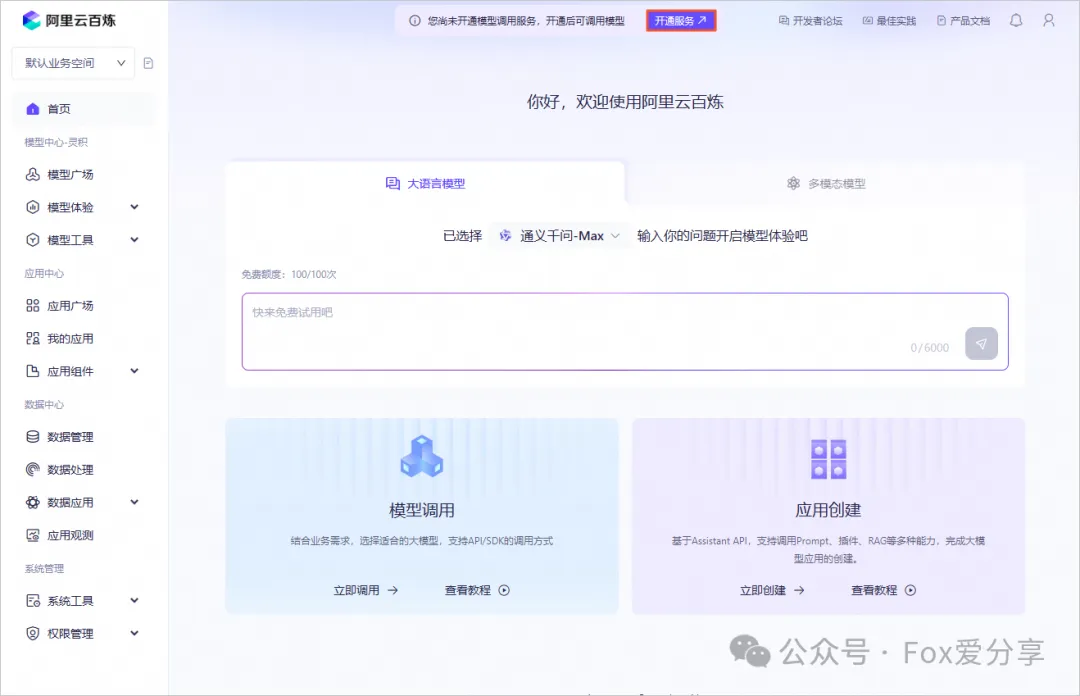 阿里云百炼
您尚未开通模型调用服务，开通后可调用模型
开通服务
开发者论坛
最佳实践
产品文档
默认业务空间
首页
模型中心-灵积
模型广场
模型体验
模型工具
应用中心
应用广场
我的应用
应用组件
数据中心
数据管理
数据处理
数据应用
应用观测
系统管理
系统工具
权限管理
你好，欢迎使用阿里云百炼
大语言模型
多模态模型
已选择 通义千问-Max 输入你的问题开启模型体验吧
免费额度：100/100次
快来免费试用吧
0/6000
模型调用
结合业务需求，选择适合的大模型，支持API/SDK的调用方式
立即调用 → 查看教程
应用创建
基于Assistant API，支持调用Prompt、插件、RAG等多种能力，完成大模
型应用的创建。
立即创建 → 查看教程
公众号 · Fox爱分享